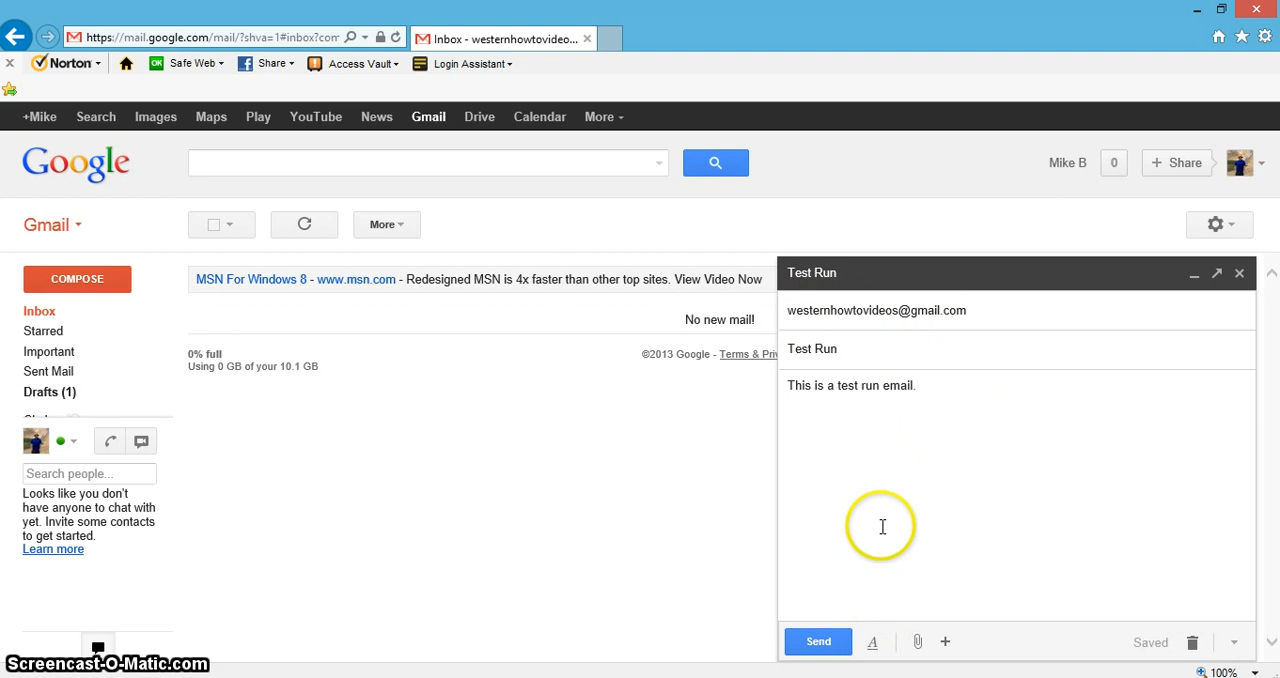 https://mail.google.com/mail/?shva=1#inbox?com
Inbox - westernhowtovideo...
Norton
OK Safe Web
Share
Access Vault
Login Assistant
+Mike Search Images Maps Play YouTube News Gmail Drive Calendar More
Google
Mike B 0 + Share
Gmail
More
COMPOSE
Inbox
Starred
Important
Sent Mail
Drafts (1)
Search people...
Looks like you don't
have anyone to chat with
yet. Invite some contacts
to get started.
Learn more
MSN For Windows 8 - www.msn.com - Redesigned MSN is 4x faster than other top sites. View Video Now
No new mail!
0% full
Using 0 GB of your 10.1 GB
©2013 Google - Terms & Priv
Test Run
westernhowtovideos@gmail.com
Test Run
This is a test run email.
Send A + Saved
Screencast-O-Matic.com
100%